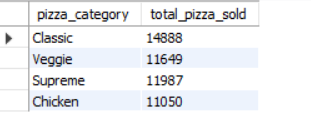 pizza_category total_pizza_sold
Classic 14888
Veggie 11649
Supreme 11987
Chicken 11050